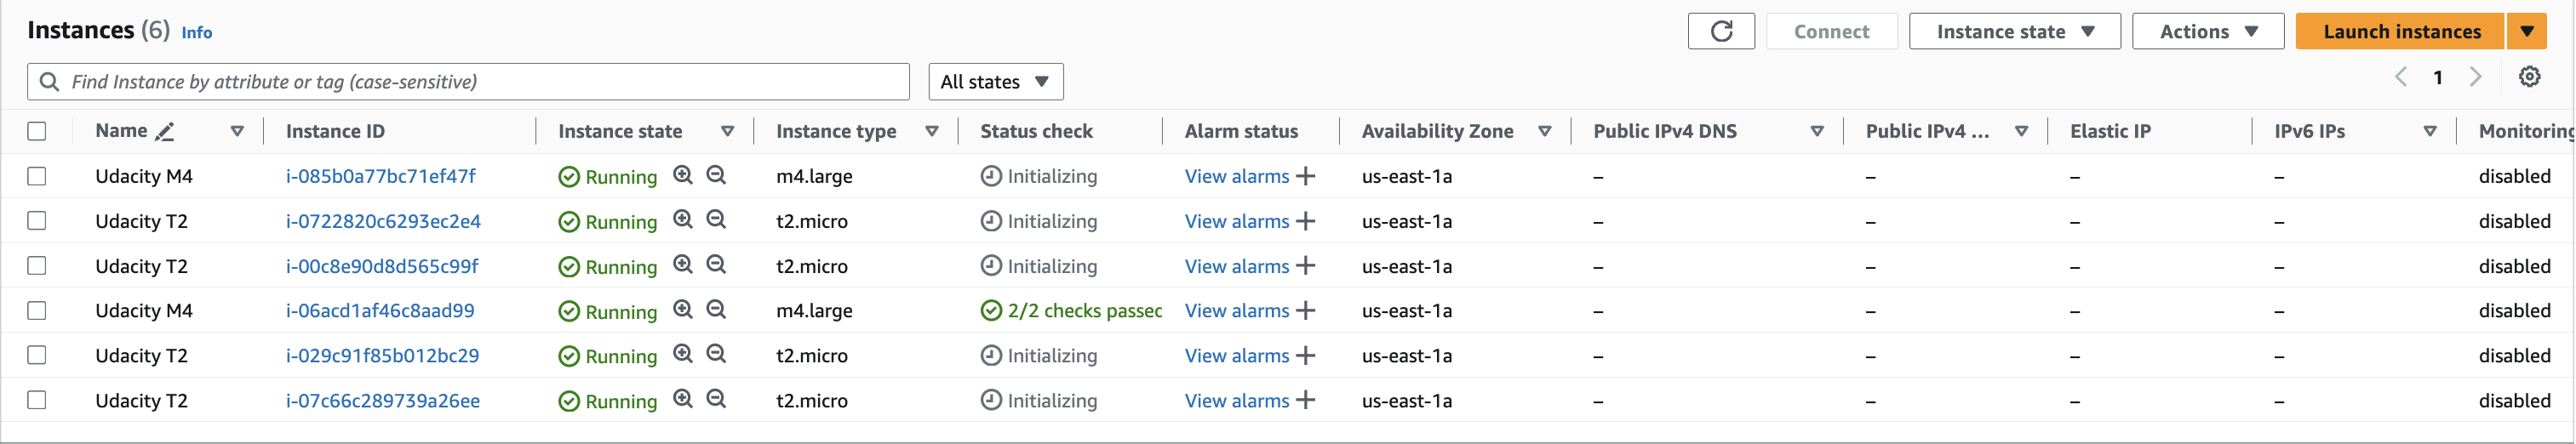 Instances (6) Info Connect Instance state Actions Launch instances
Find Instance by attribute or tag (case-sensitive) All states 1
Name Instance ID Instance state Instance type Status check Alarm status Availability Zone Public IPv4 DNS Public IPv4 ... Elastic IP IPv6 IPs Monitoring
Udacity M4 i-085b0a77bc71ef47f Running m4.large Initializing View alarms + us-east-1a – – – – disabled
Udacity T2 i-0722820c6293ec2e4 Running t2.micro Initializing View alarms + us-east-1a – – – – disabled
Udacity T2 i-00c8e90d8d565c99f Running t2.micro Initializing View alarms + us-east-1a – – – – disabled
Udacity M4 i-06acd1af46c8aad99 Running m4.large 2/2 checks passec View alarms + us-east-1a – – – – disabled
Udacity T2 i-029c91f85b012bc29 Running t2.micro Initializing View alarms + us-east-1a – – – – disabled
Udacity T2 i-07c66c289739a26ee Running t2.micro Initializing View alarms + us-east-1a – – – – disabled